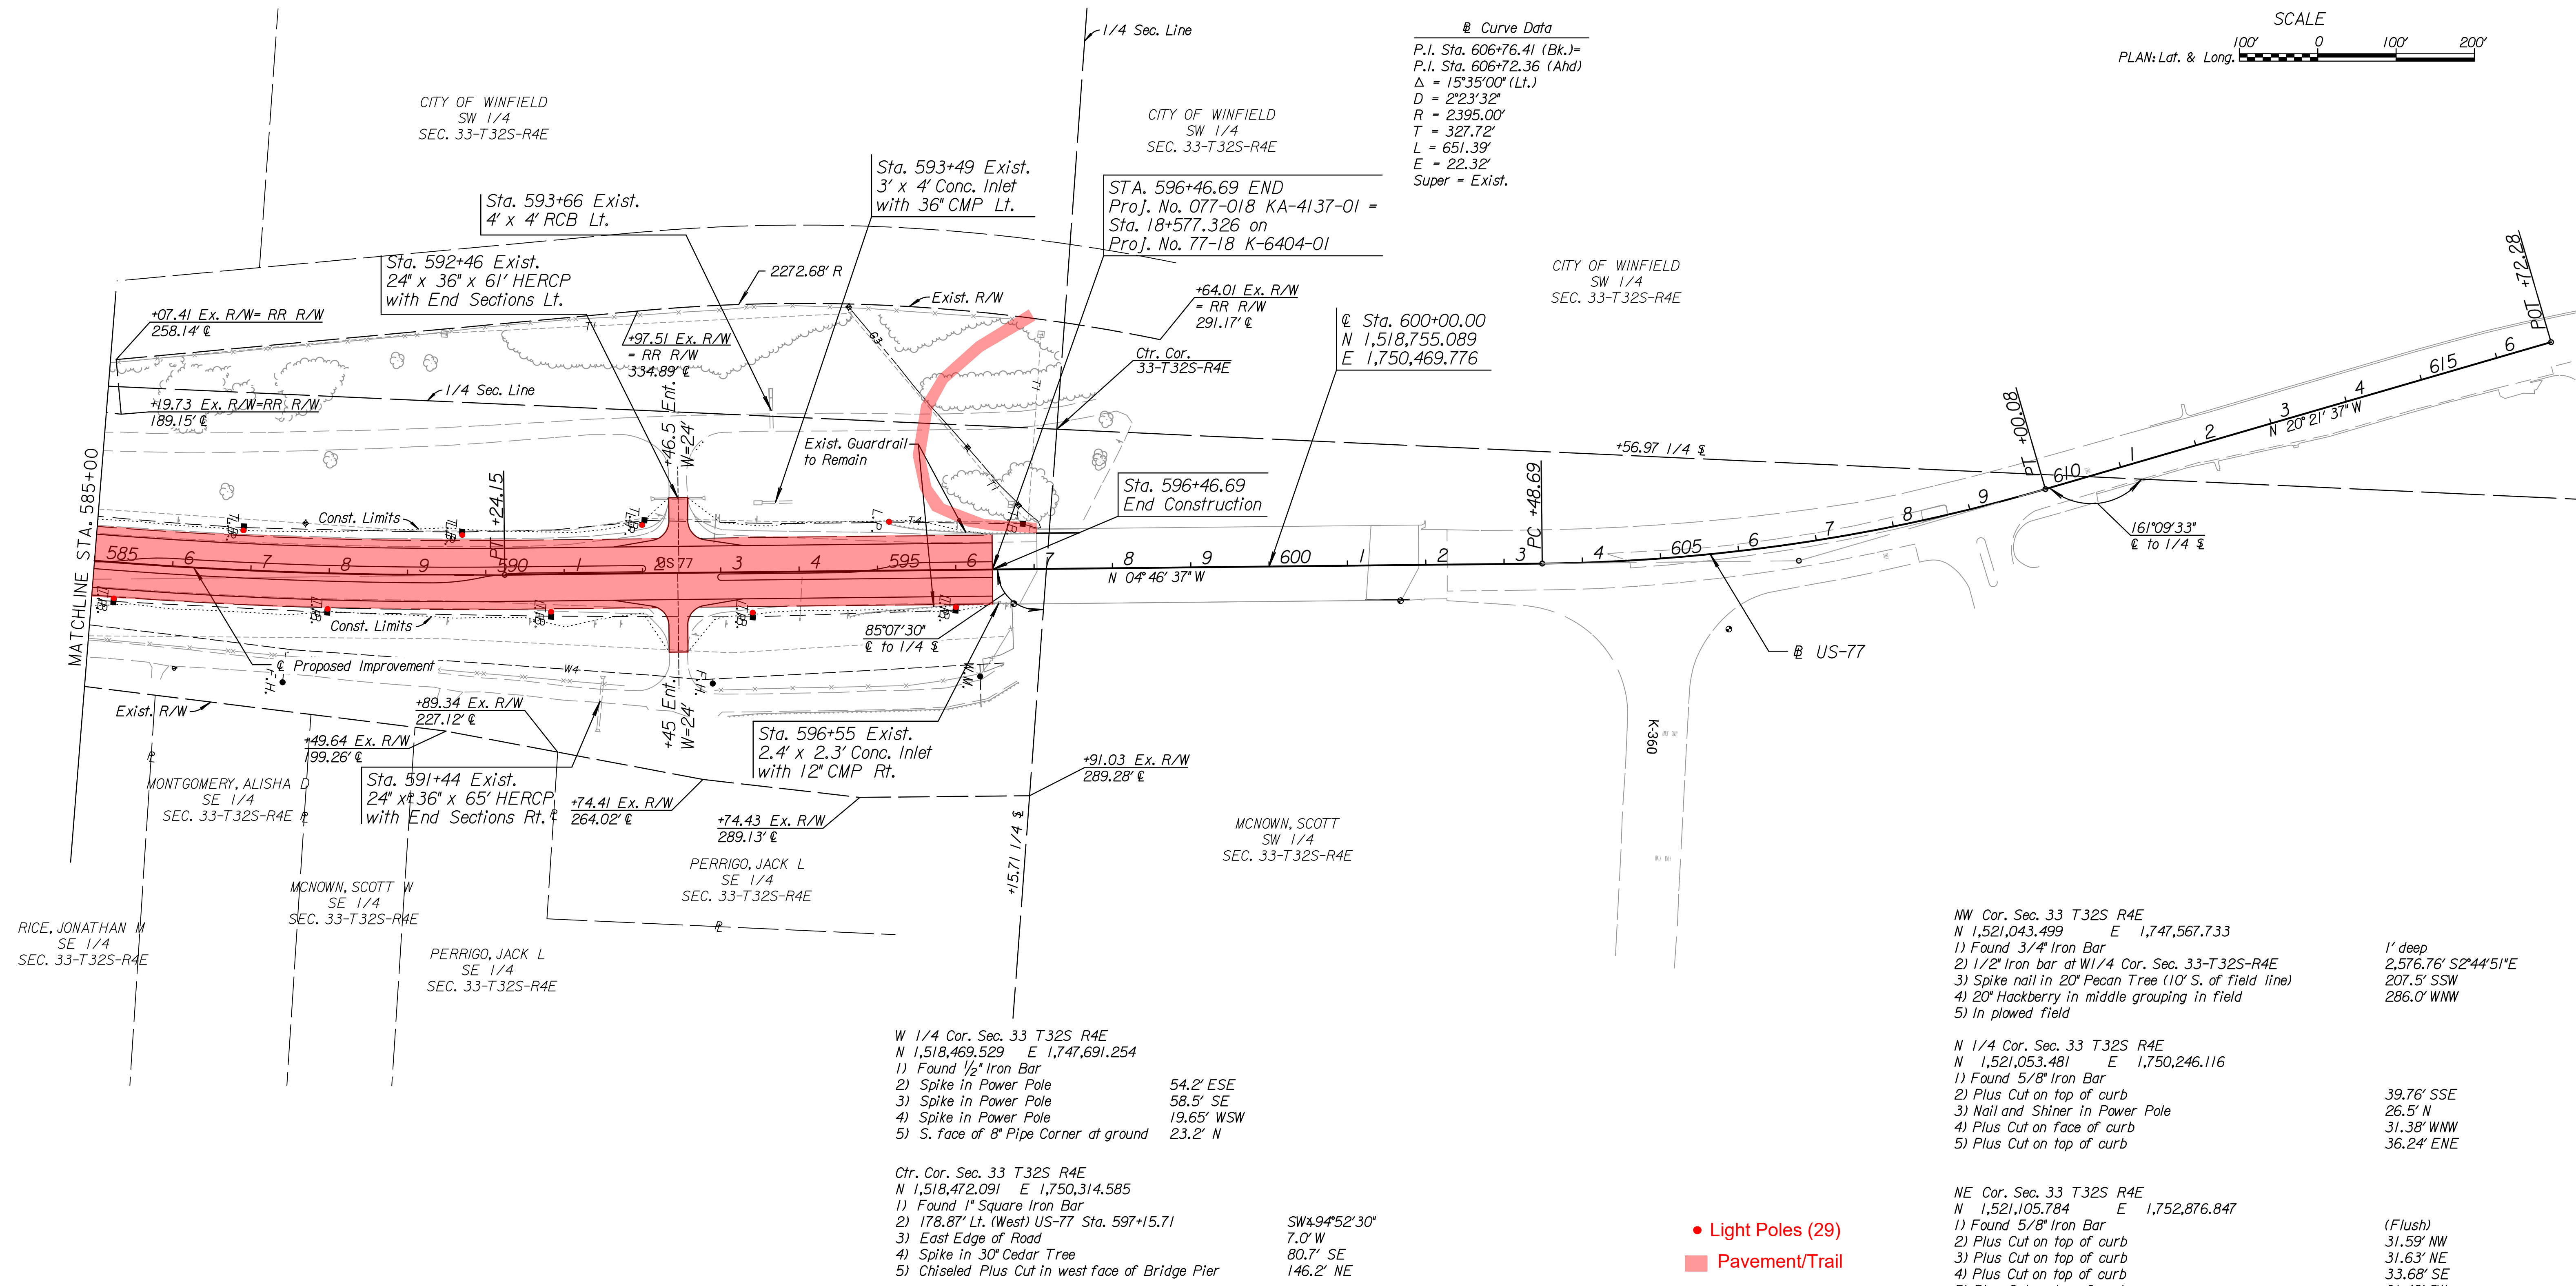 SCALE
100' 0 100' 200'
PLAN: Lat. & Long.
1/4 Sec. Line
℄ Curve Data
P.I. Sta. 606+76.41 (Bk.)=
P.I. Sta. 606+72.36 (Ahd)
Δ = 15°35'00" (Lt.)
D = 2°23'32"
R = 2395.00'
T = 327.72'
L = 651.39'
E = 22.32'
Super = Exist.
CITY OF WINFIELD
SW 1/4
SEC. 33-T32S-R4E
CITY OF WINFIELD
SW 1/4
SEC. 33-T32S-R4E
CITY OF WINFIELD
SW 1/4
SEC. 33-T32S-R4E
Sta. 593+49 Exist.
3' x 4' Conc. Inlet
with 36" CMP Lt.
Sta. 593+66 Exist.
4' x 4' RCB Lt.
STA. 596+46.69 END
Proj. No. 077-018 KA-4137-01 =
Sta. 18+577.326 on
Proj. No. 77-18 K-6404-01
Sta. 592+46 Exist.
24" x 36" x 61' HERCP
with End Sections Lt.
2272.68' R
Exist. R/W
+64.01 Ex. R/W
= RR R/W
291.17' ℄
+07.41 Ex. R/W= RR R/W
258.14' ℄
+97.51 Ex. R/W
= RR R/W
334.89' ℄
℄ Sta. 600+00.00
N 1,518,755.089
E 1,750,469.776
Ctr. Cor.
33-T32S-R4E
+19.73 Ex. R/W=RR R/W
189.15' ℄
1/4 Sec. Line
T1
G3
T1
T1
T4
+46.5 Ent.
W=24'
Exist. Guardrail
to Remain
+56.97 1/4 §
POT +72.28
PT +00.08
PC +48.69
PT +24.15
Sta. 596+46.69
End Construction
MATCHLINE STA. 585+00
Const. Limits
585 6 7 8 9 590 1 2 3 4 595 6 7 8 9 600 1 2 3 4 605 6 7 8 9 610 1 2 3 4 615 6
US77
N 04°46'37" W
N 20°21'37" W
161°09'33"
℄ to 1/4 §
Const. Limits
85°07'30"
℄ to 1/4 §
℄ Proposed Improvement
W4
F.H.
F.H.
W.M.
+45 Ent.
W=24'
℄ US-77
K-360
Exist. R/W
+89.34 Ex. R/W
227.12' ℄
+49.64 Ex. R/W
199.26' ℄
Sta. 596+55 Exist.
2.4' x 2.3' Conc. Inlet
with 12" CMP Rt.
+91.03 Ex. R/W
289.28' ℄
Sta. 591+44 Exist.
24" x 36" x 65' HERCP
with End Sections Rt.
+74.41 Ex. R/W
264.02' ℄
+74.43 Ex. R/W
289.13' ℄
+15.71 1/4 §
MONTGOMERY, ALISHA D
SE 1/4
SEC. 33-T32S-R4E
MCNOWN, SCOTT
SW 1/4
SEC. 33-T32S-R4E
PERRIGO, JACK L
SE 1/4
SEC. 33-T32S-R4E
MCNOWN, SCOTT W
SE 1/4
SEC. 33-T32S-R4E
RICE, JONATHAN M
SE 1/4
SEC. 33-T32S-R4E
PERRIGO, JACK L
SE 1/4
SEC. 33-T32S-R4E
W 1/4 Cor. Sec. 33 T32S R4E
N 1,518,469.529 E 1,747,691.254
1) Found 1/2" Iron Bar
2) Spike in Power Pole 54.2' ESE
3) Spike in Power Pole 58.5' SE
4) Spike in Power Pole 19.65' WSW
5) S. face of 8" Pipe Corner at ground 23.2' N
Ctr. Cor. Sec. 33 T32S R4E
N 1,518,472.091 E 1,750,314.585
1) Found 1" Square Iron Bar
2) 178.87' Lt. (West) US-77 Sta. 597+15.71 SW∡94°52'30"
3) East Edge of Road 7.0' W
4) Spike in 30" Cedar Tree 80.7' SE
5) Chiseled Plus Cut in west face of Bridge Pier 146.2' NE
Light Poles (29)
Pavement/Trail
NW Cor. Sec. 33 T32S R4E
N 1,521,043.499 E 1,747,567.733
1) Found 3/4" Iron Bar 1' deep
2) 1/2" Iron bar at W1/4 Cor. Sec. 33-T32S-R4E 2,576.76' S2°44'51"E
3) Spike nail in 20" Pecan Tree (10' S. of field line) 207.5' SSW
4) 20" Hackberry in middle grouping in field 286.0' WNW
5) In plowed field
N 1/4 Cor. Sec. 33 T32S R4E
N 1,521,053.481 E 1,750,246.116
1) Found 5/8" Iron Bar
2) Plus Cut on top of curb 39.76' SSE
3) Nail and Shiner in Power Pole 26.5' N
4) Plus Cut on face of curb 31.38' WNW
5) Plus Cut on top of curb 36.24' ENE
NE Cor. Sec. 33 T32S R4E
N 1,521,105.784 E 1,752,876.847
1) Found 5/8" Iron Bar (Flush)
2) Plus Cut on top of curb 31.59' NW
3) Plus Cut on top of curb 31.63' NE
4) Plus Cut on top of curb 33.68' SE